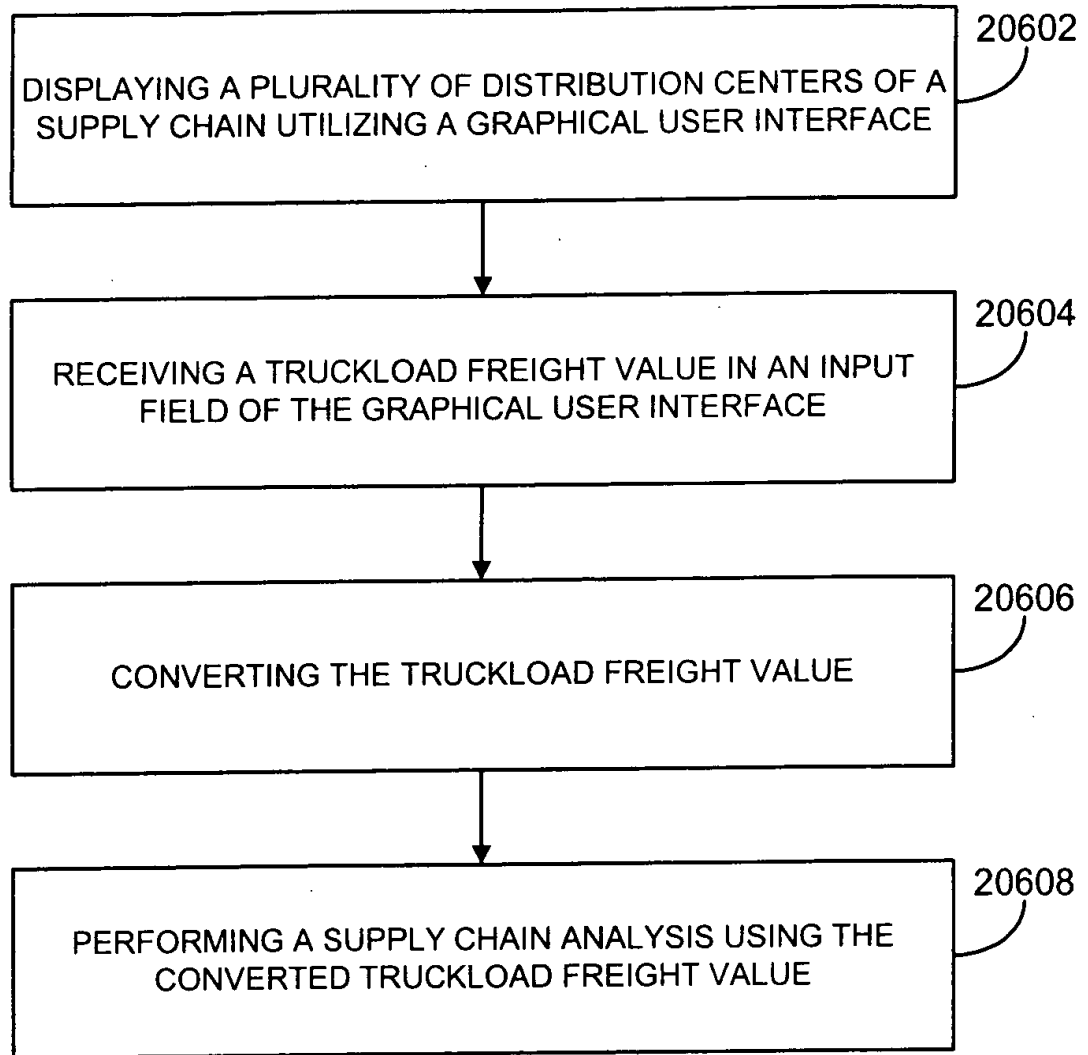 20602
DISPLAYING A PLURALITY OF DISTRIBUTION CENTERS OF A
SUPPLY CHAIN UTILIZING A GRAPHICAL USER INTERFACE
20604
RECEIVING A TRUCKLOAD FREIGHT VALUE IN AN INPUT
FIELD OF THE GRAPHICAL USER INTERFACE
20606
CONVERTING THE TRUCKLOAD FREIGHT VALUE
20608
PERFORMING A SUPPLY CHAIN ANALYSIS USING THE
CONVERTED TRUCKLOAD FREIGHT VALUE